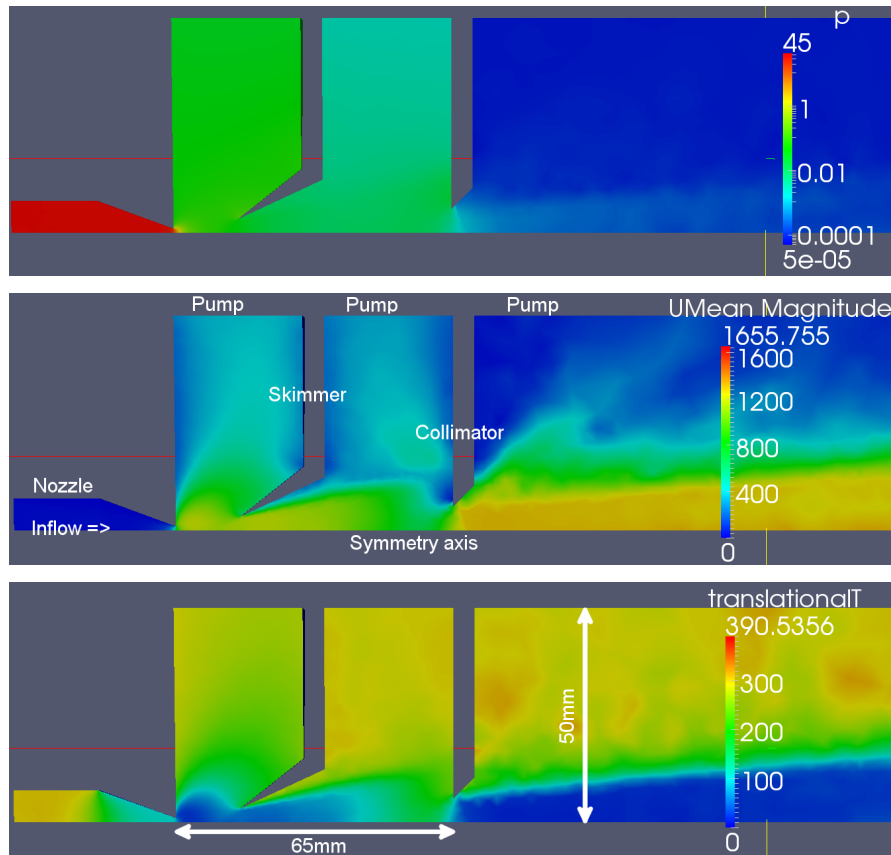 p
45
1
0.01
0.0001
5e-05
Pump Pump Pump
UMean Magnitude
1655.755
1600
1200
800
400
0
Skimmer
Collimator
Nozzle
Inflow =>
Symmetry axis
translationalT
390.5356
300
200
100
0
50mm
65mm